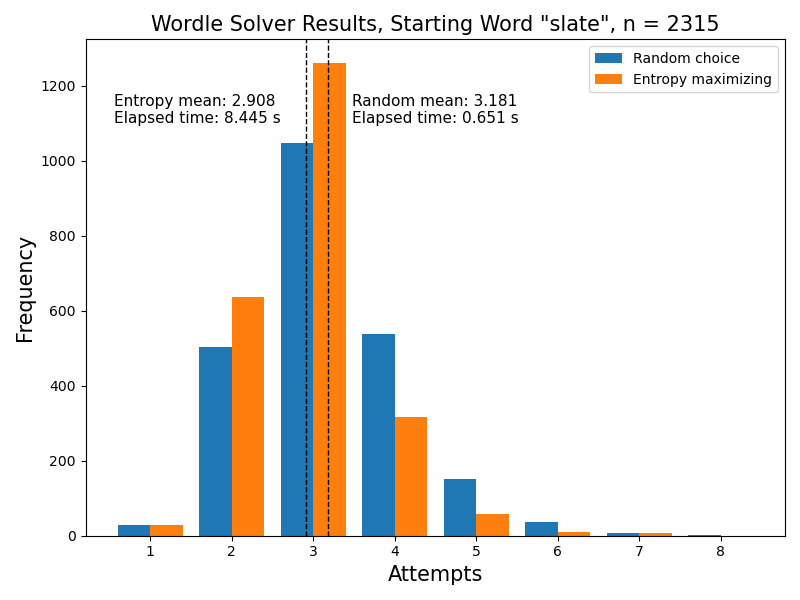 Wordle Solver Results, Starting Word "slate", n = 2315
Random choice
Entropy maximizing
Entropy mean: 2.908
Elapsed time: 8.445 s
Random mean: 3.181
Elapsed time: 0.651 s
Frequency
1200
1000
800
600
400
200
0
1 2 3 4 5 6 7 8
Attempts